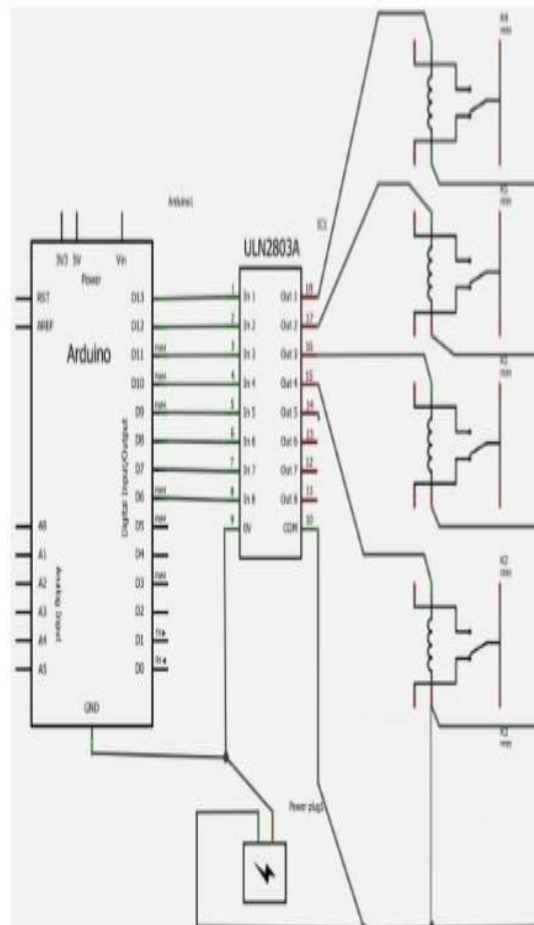 Arduino1
IC1
ULN2803A
3V3 5V Vin
Power
RST
AREF
Arduino
Digital Input/Output
D13
D12
D11
D10
D9
D8
D7
D6
D5
D4
D3
D2
D1
D0
A0
A1
A2
A3
A4
A5
Analog Input
GND
1 In 1 Out 1 18
2 In 2 Out 2 17
3 In 3 Out 3 16
4 In 4 Out 4 15
5 In 5 Out 5 14
6 In 6 Out 6 13
7 In 7 Out 7 12
8 In 8 Out 8 11
9 0V COM 10
Power plug1
K2